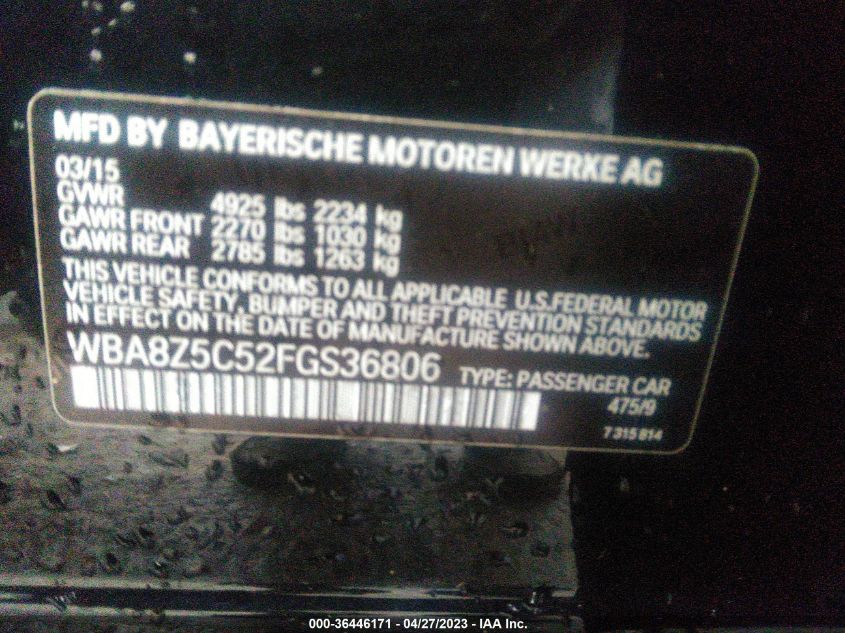 MFD BY BAYERISCHE MOTOREN WERKE AG
03/15
GVWR 4925 lbs 2234 kg
GAWR FRONT 2270 lbs 1030 kg
GAWR REAR 2785 lbs 1263 kg
THIS VEHICLE CONFORMS TO ALL APPLICABLE U.S.FEDERAL MOTOR
VEHICLE SAFETY, BUMPER AND THEFT PREVENTION STANDARDS
IN EFFECT ON THE DATE OF MANUFACTURE SHOWN ABOVE.
WBA8Z5C52FGS36806 TYPE: PASSENGER CAR
475/9
7315814
000-36446171 - 04/27/2023 - IAA Inc.